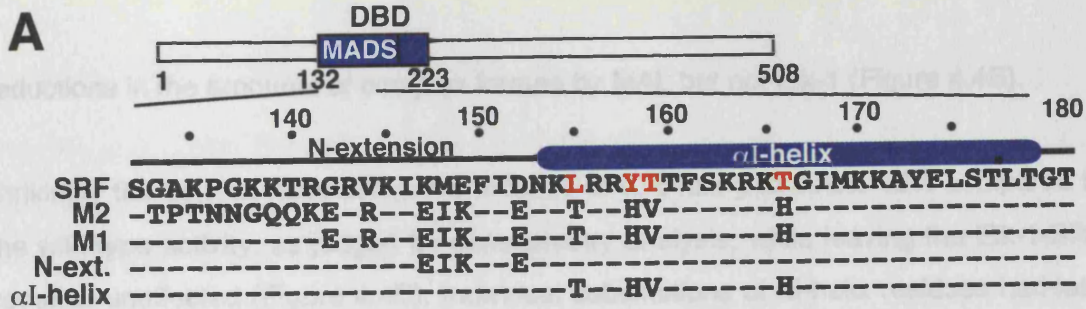 A
DBD
MADS
1 132 223 508
140 150 160 170 180
N-extension αI-helix
SRF SGAKPGKKTRGRVKIKMEFIDNKLRRYTTFSKRKTGIMKKAYELSTLTGT
M2 -TPTNNGQQKE-R--EIK--E--T--HV------H---------------
M1 ----------E-R--EIK--E--T--HV------H---------------
N-ext. ---------------EIK--E-----------------------------
αI-helix -----------------------T--HV------H---------------